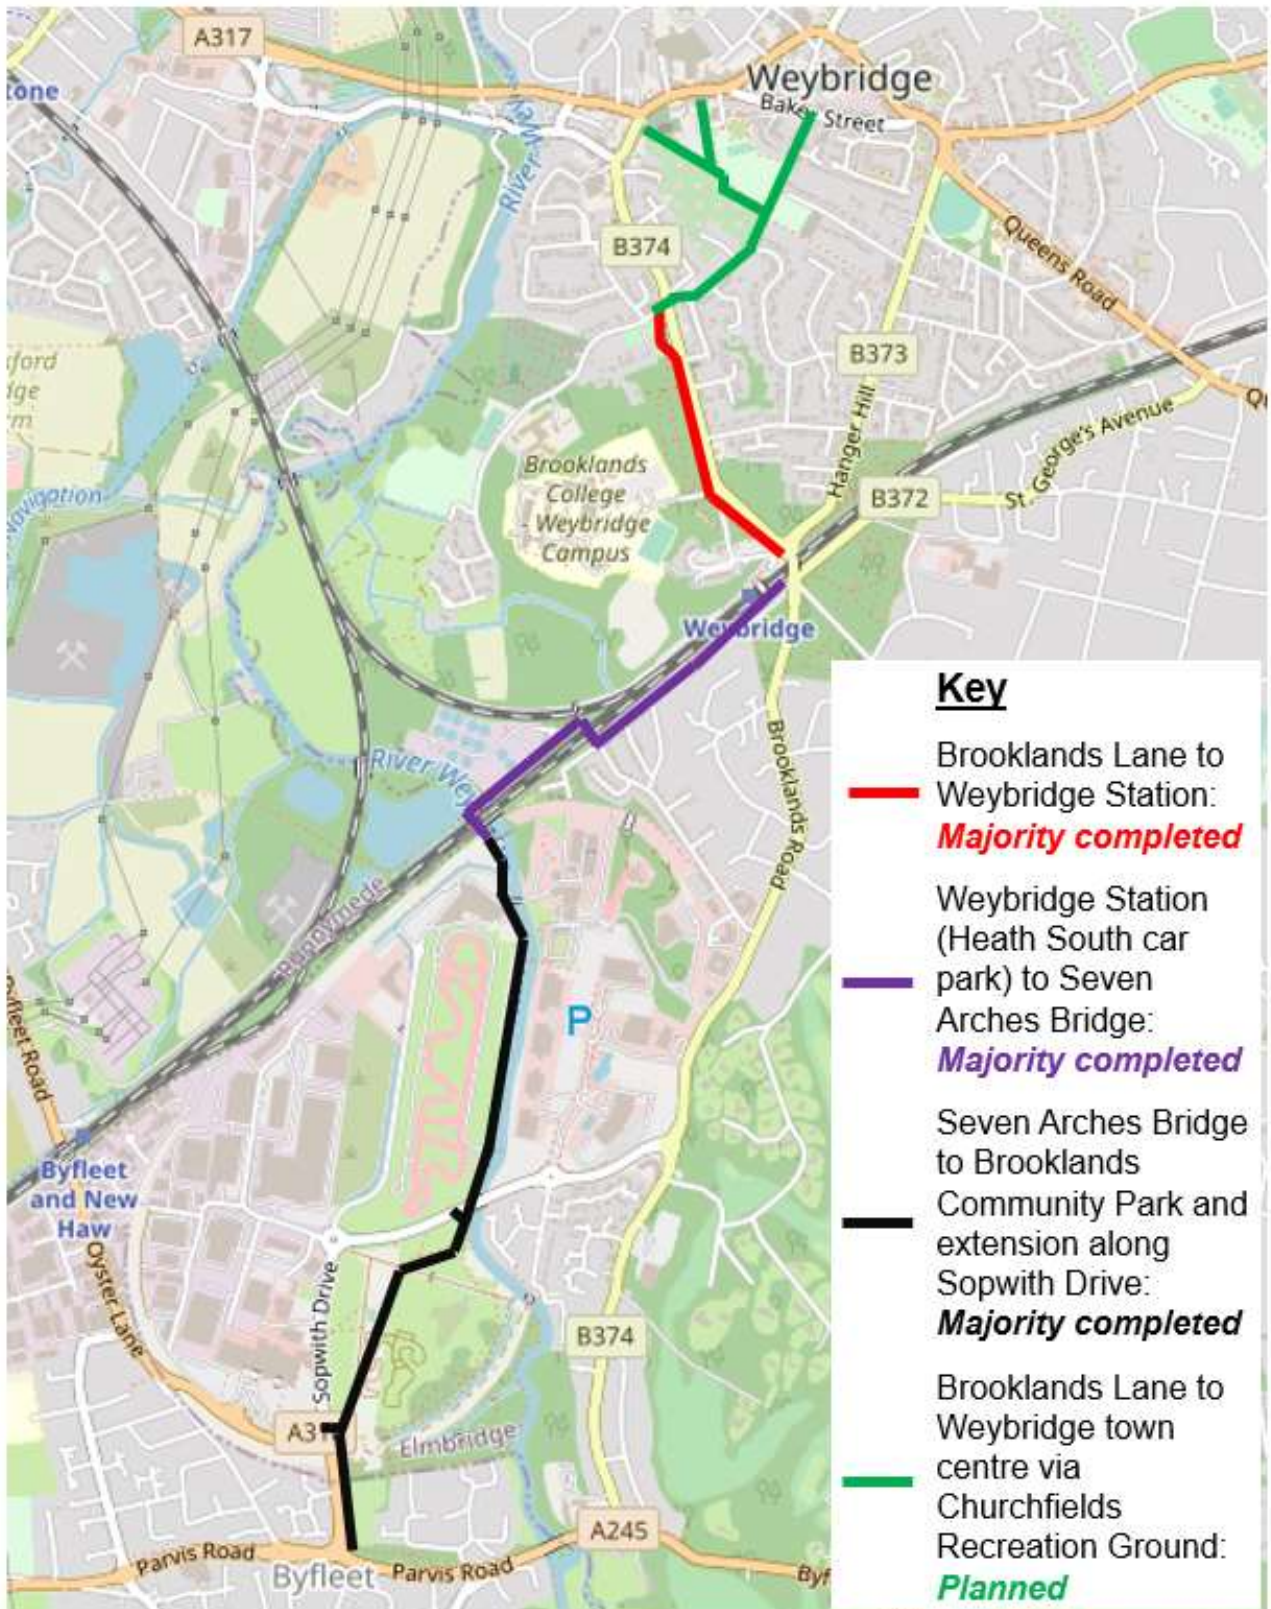 A317
Weybridge
Baker Street
River W
B374
Queens Road
B373
Hanger Hill
St. George's Avenue
B372
Navigation
Brooklands
College
- Weybridge
Campus
Weybridge
River Wey
Brooklands Road
Runnymede
P
Byfleet Road
Byfleet
and New
Haw
Oyster Lane
Sopwith Drive
B374
A3
Elmbridge
A245
Parvis Road
Byfleet
Parvis Road
Byf
Key
Brooklands Lane to
Weybridge Station:
Majority completed
Weybridge Station
(Heath South car
park) to Seven
Arches Bridge:
Majority completed
Seven Arches Bridge
to Brooklands
Community Park and
extension along
Sopwith Drive:
Majority completed
Brooklands Lane to
Weybridge town
centre via
Churchfields
Recreation Ground:
Planned